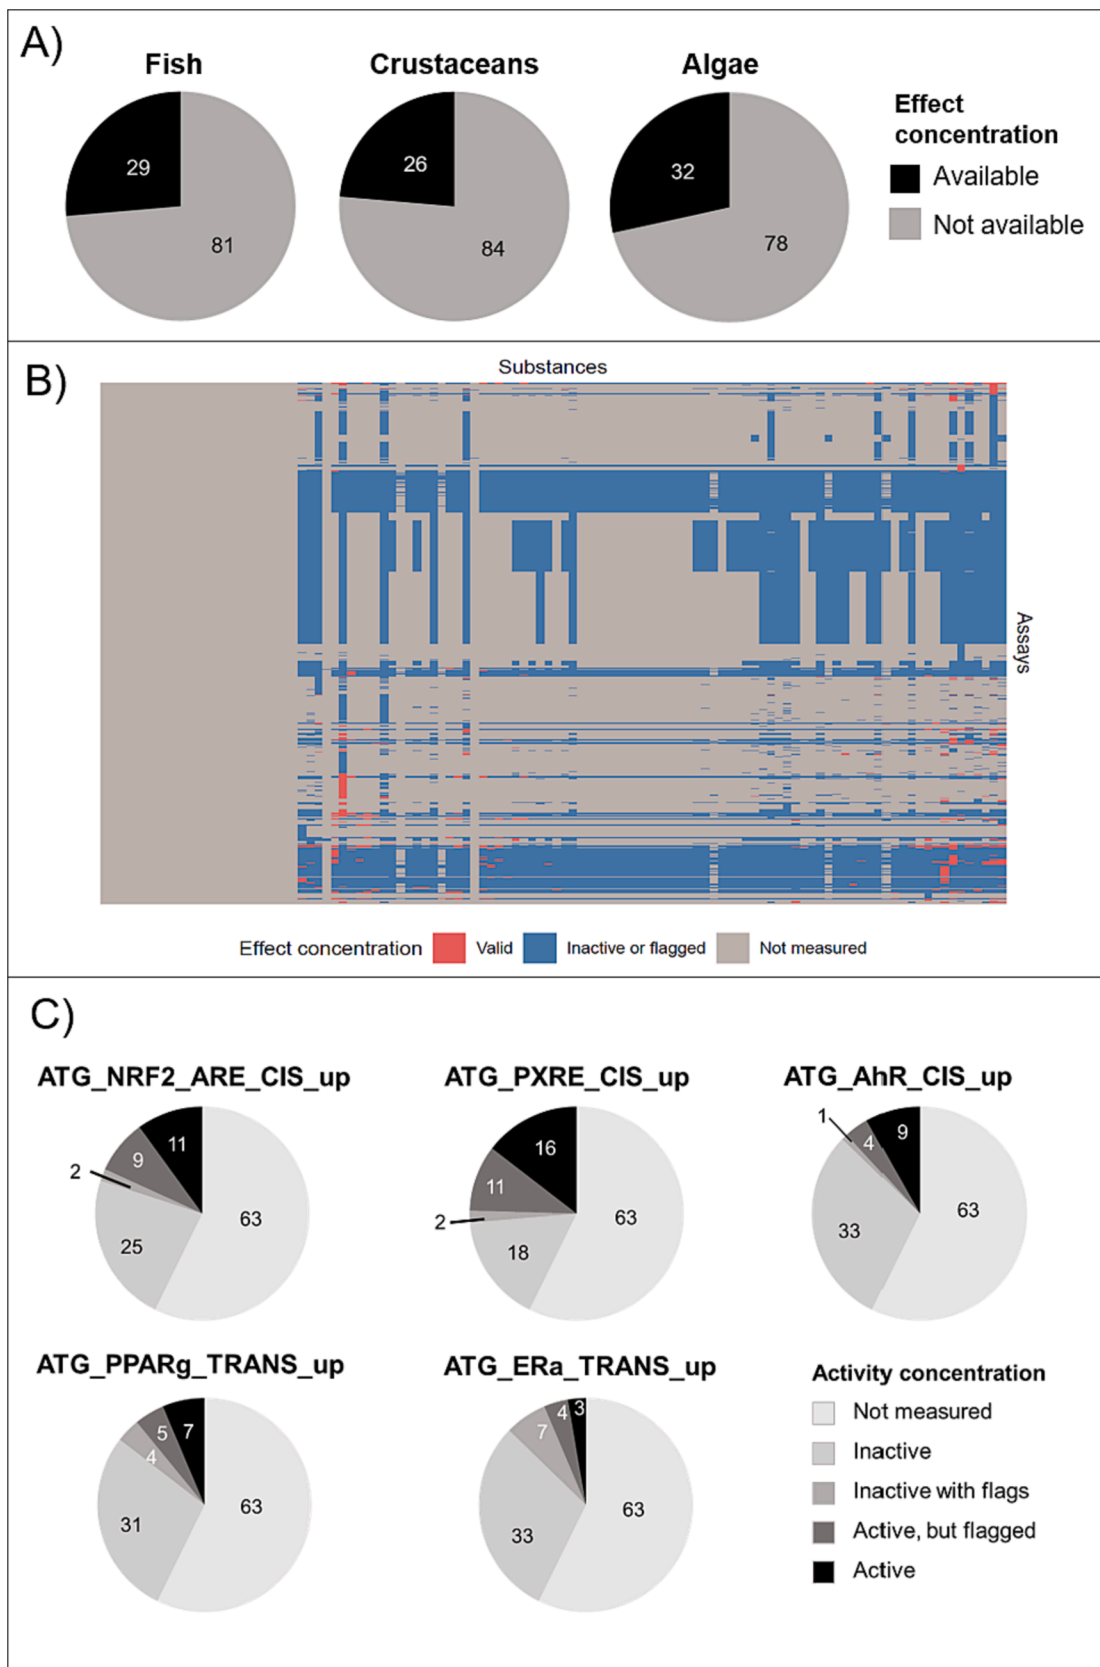 A)
Fish
Crustaceans
Algae
29
81
26
84
32
78
Effect
concentration
Available
Not available
B)
Substances
Assays
Effect concentration Valid Inactive or flagged Not measured
C)
ATG_NRF2_ARE_CIS_up
ATG_PXRE_CIS_up
ATG_AhR_CIS_up
11
9
2
25
63
16
11
2
18
63
9
4
1
33
63
ATG_PPARg_TRANS_up
ATG_ERa_TRANS_up
7
5
4
31
63
3
4
7
33
63
Activity concentration
Not measured
Inactive
Inactive with flags
Active, but flagged
Active